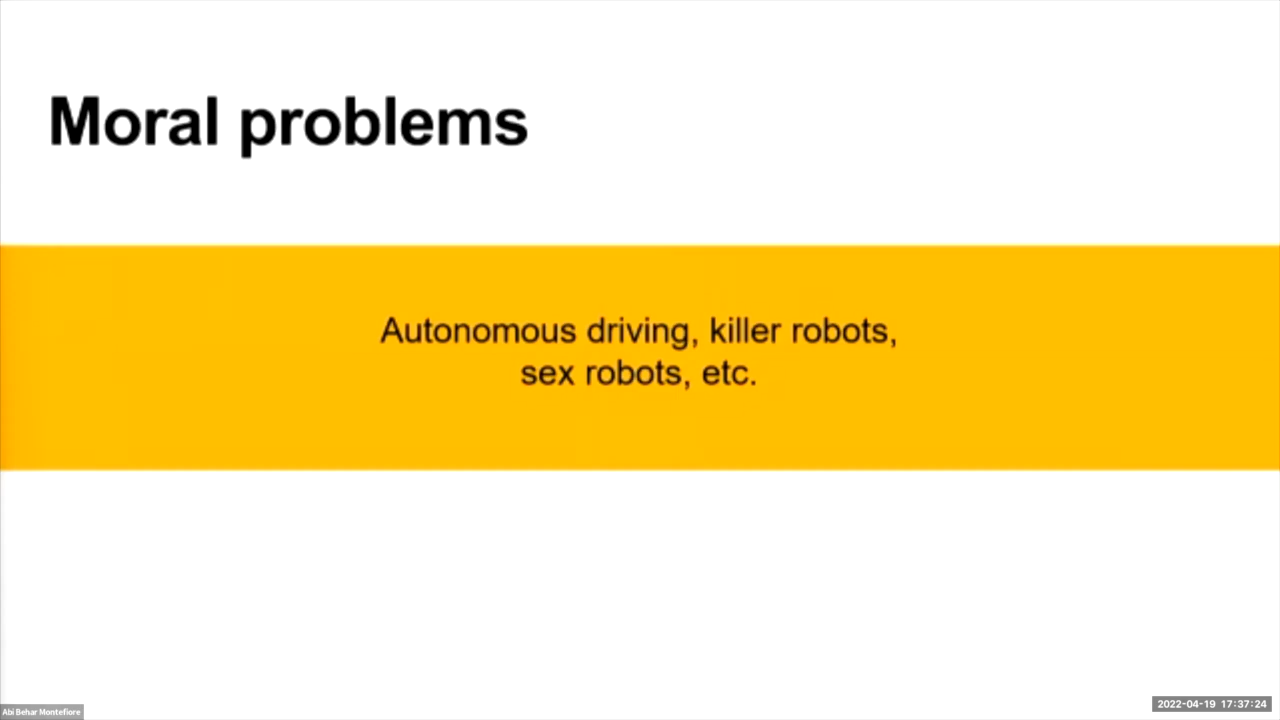 Moral problems
Autonomous driving, killer robots,
sex robots, etc.
Abi Behar Montefiore
2022-04-19 17:37:24